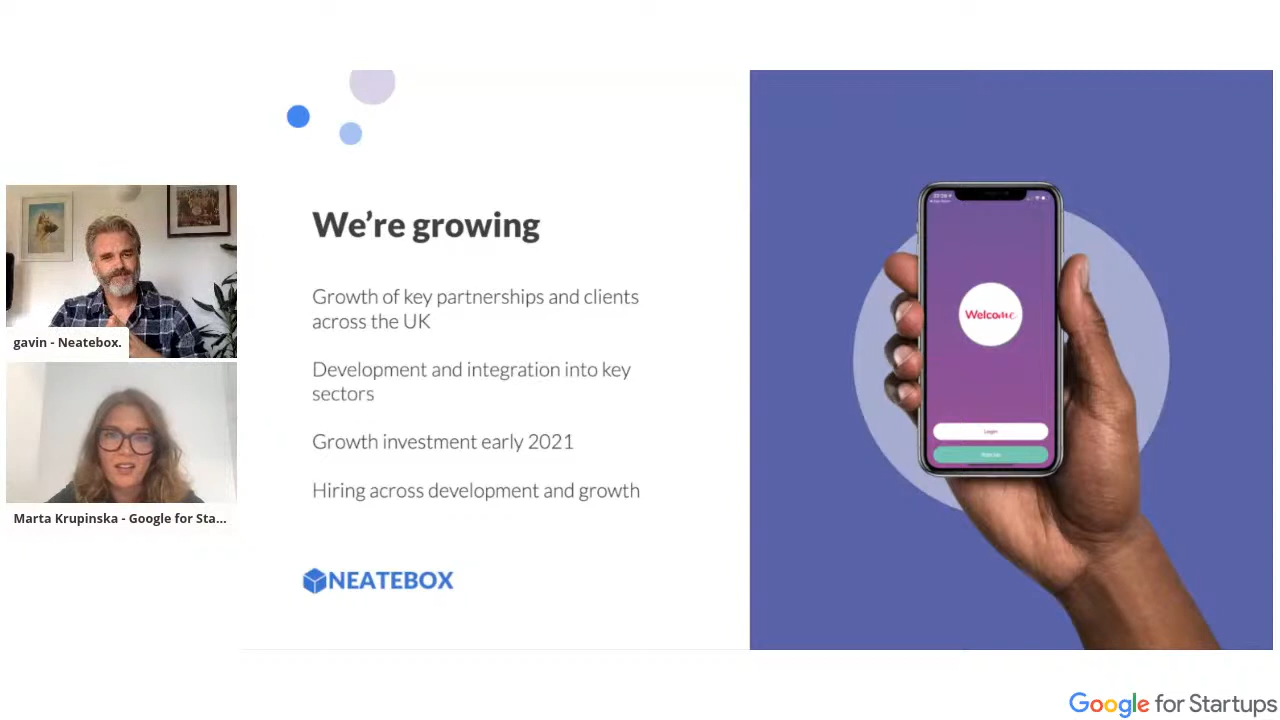 We're growing
Growth of key partnerships and clients
across the UK
Development and integration into key
sectors
Growth investment early 2021
Hiring across development and growth
NEATEBOX
gavin - Neatebox.
Marta Krupinska - Google for Sta...
Welcome
Login
Google for Startups